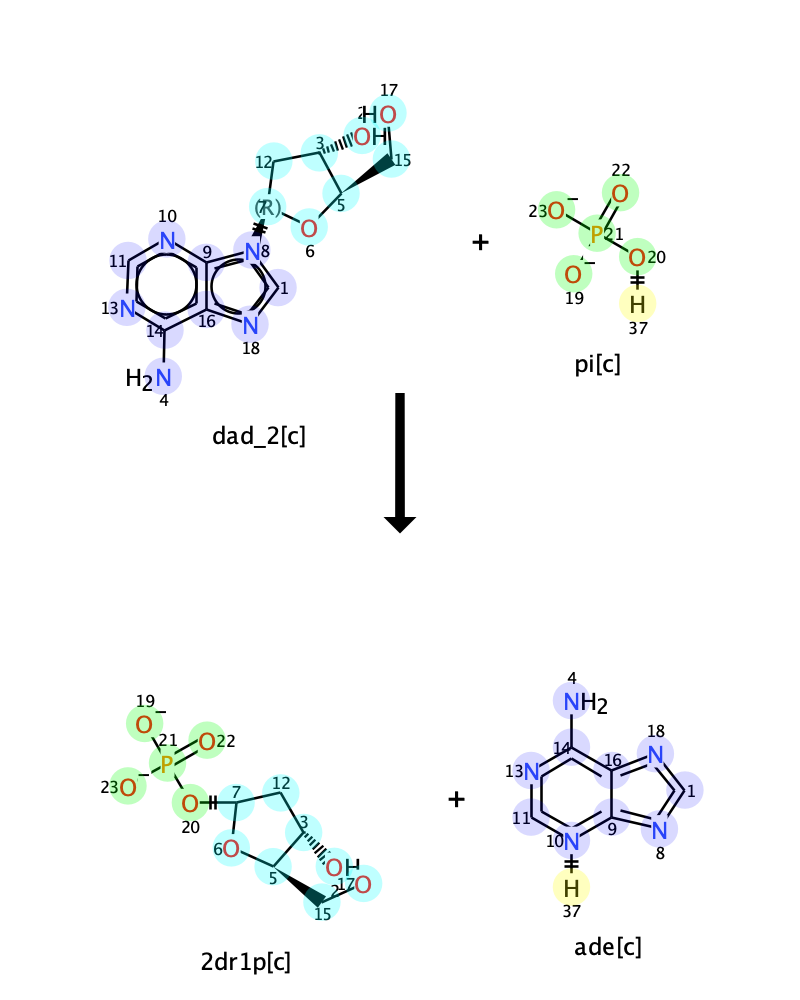 17
2 HO
OH
3
12
15
(R)
7
5
O
6
10
N
N
8
9
11
1
13 N
14
16
N
18
H2N
4
dad_2[c]
+
22
O
23 O−
P 21
O 20
O−
19
H
37
pi[c]
19
O−
21
P
O 22
23 O−
O
20
7
12
3
6 O
5
OH
2
17 O
15
2dr1p[c]
+
4
NH2
14
18
N
16
13 N
1
11
10 N
9
N
8
H
37
ade[c]